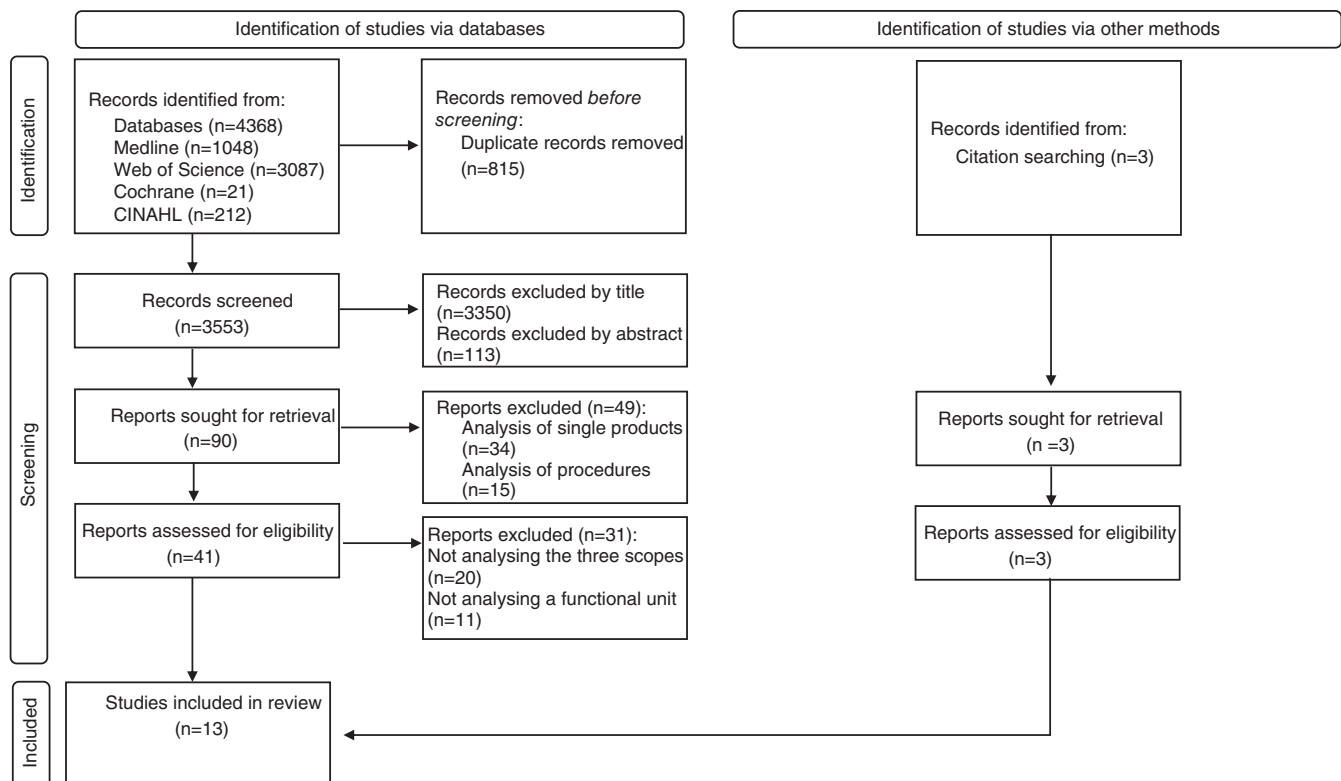 Identification of studies via databases
Identification of studies via other methods
Identification
Records identified from:
Databases (n=4368)
Medline (n=1048)
Web of Science (n=3087)
Cochrane (n=21)
CINAHL (n=212)
Records removed before
screening:
Duplicate records removed
(n=815)
Records identified from:
Citation searching (n=3)
Screening
Records screened
(n=3553)
Records excluded by title
(n=3350)
Records excluded by abstract
(n=113)
Reports sought for retrieval
(n=90)
Reports excluded (n=49):
Analysis of single products
(n=34)
Analysis of procedures
(n=15)
Reports sought for retrieval
(n =3)
Reports assessed for eligibility
(n=41)
Reports excluded (n=31):
Not analysing the three scopes
(n=20)
Not analysing a functional unit
(n=11)
Reports assessed for eligibility
(n=3)
Included
Studies included in review
(n=13)